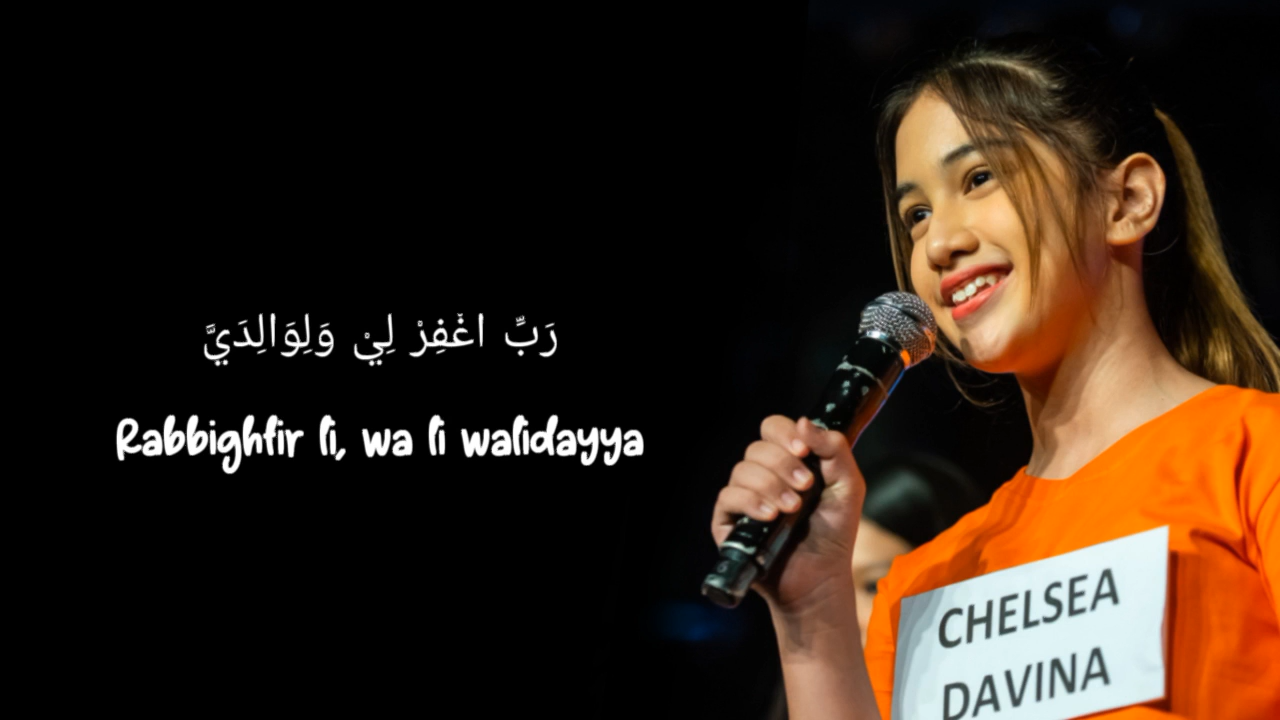 رَبِّ اغْفِرْ لِيْ وَلِوَالِدَيَّ
Rabbighfir li, wa li walidayya
CHELSEA
DAVINA